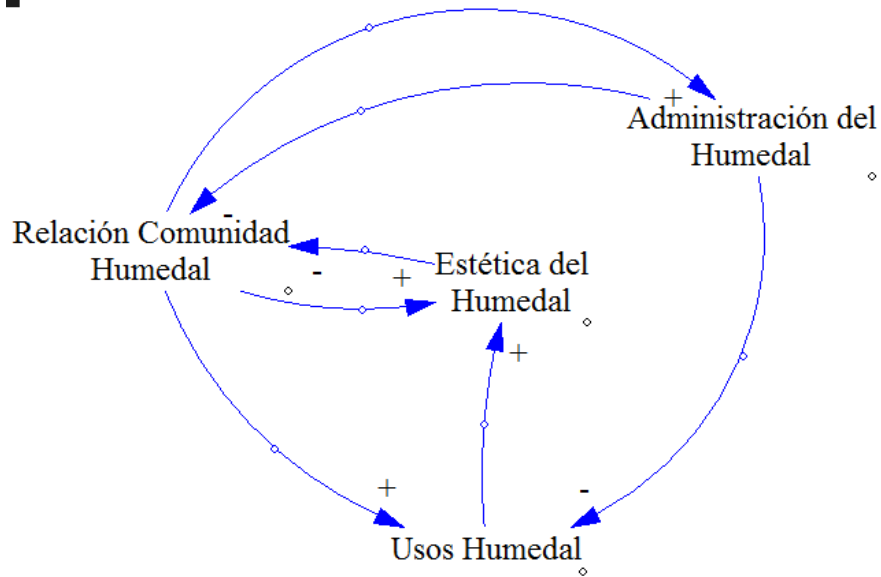 +
Administración del
Humedal
-
Relación Comunidad
Humedal
-
+
Estética del
Humedal
+
+
-
Usos Humedal